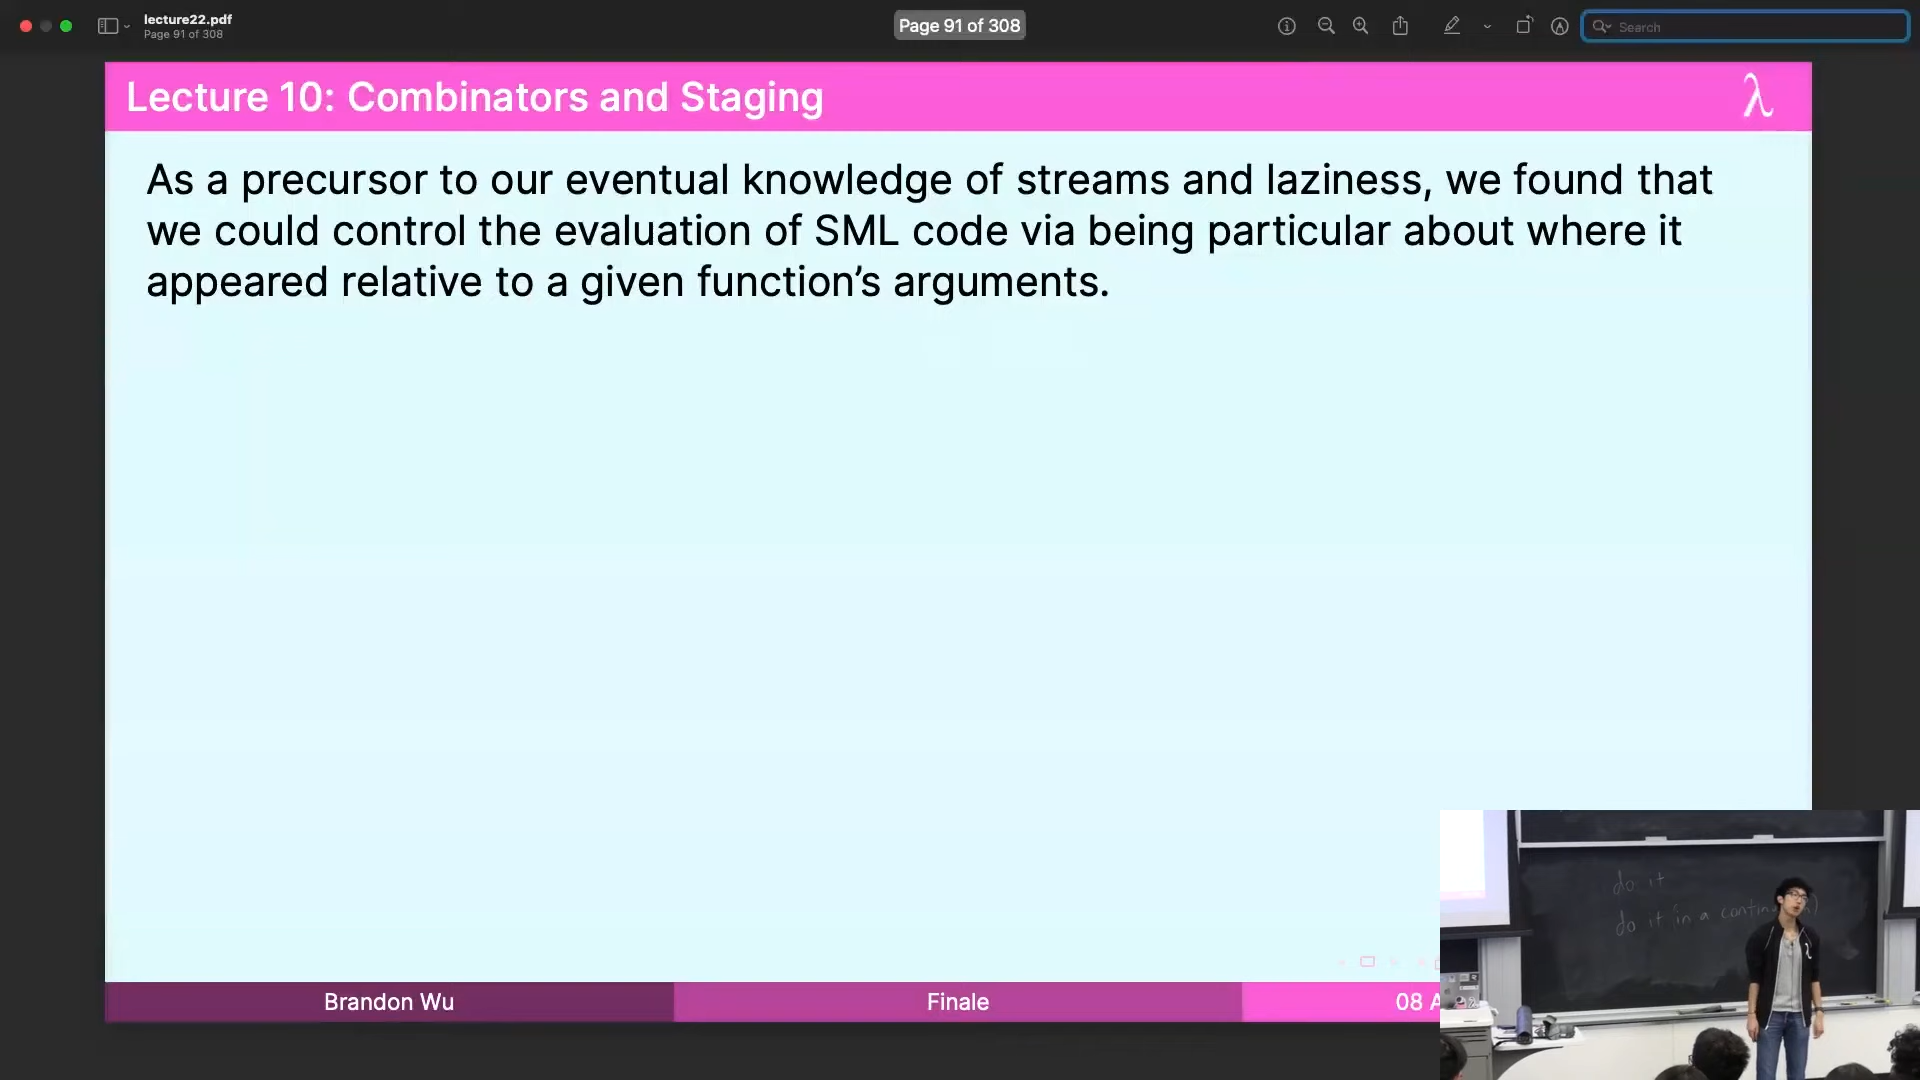 lecture22.pdf
Page 91 of 308
Page 91 of 308
Search
Lecture 10: Combinators and Staging
λ
As a precursor to our eventual knowledge of streams and laziness, we found that
we could control the evaluation of SML code via being particular about where it
appeared relative to a given function’s arguments.
do it
do it in a
Brandon Wu
Finale
08 A